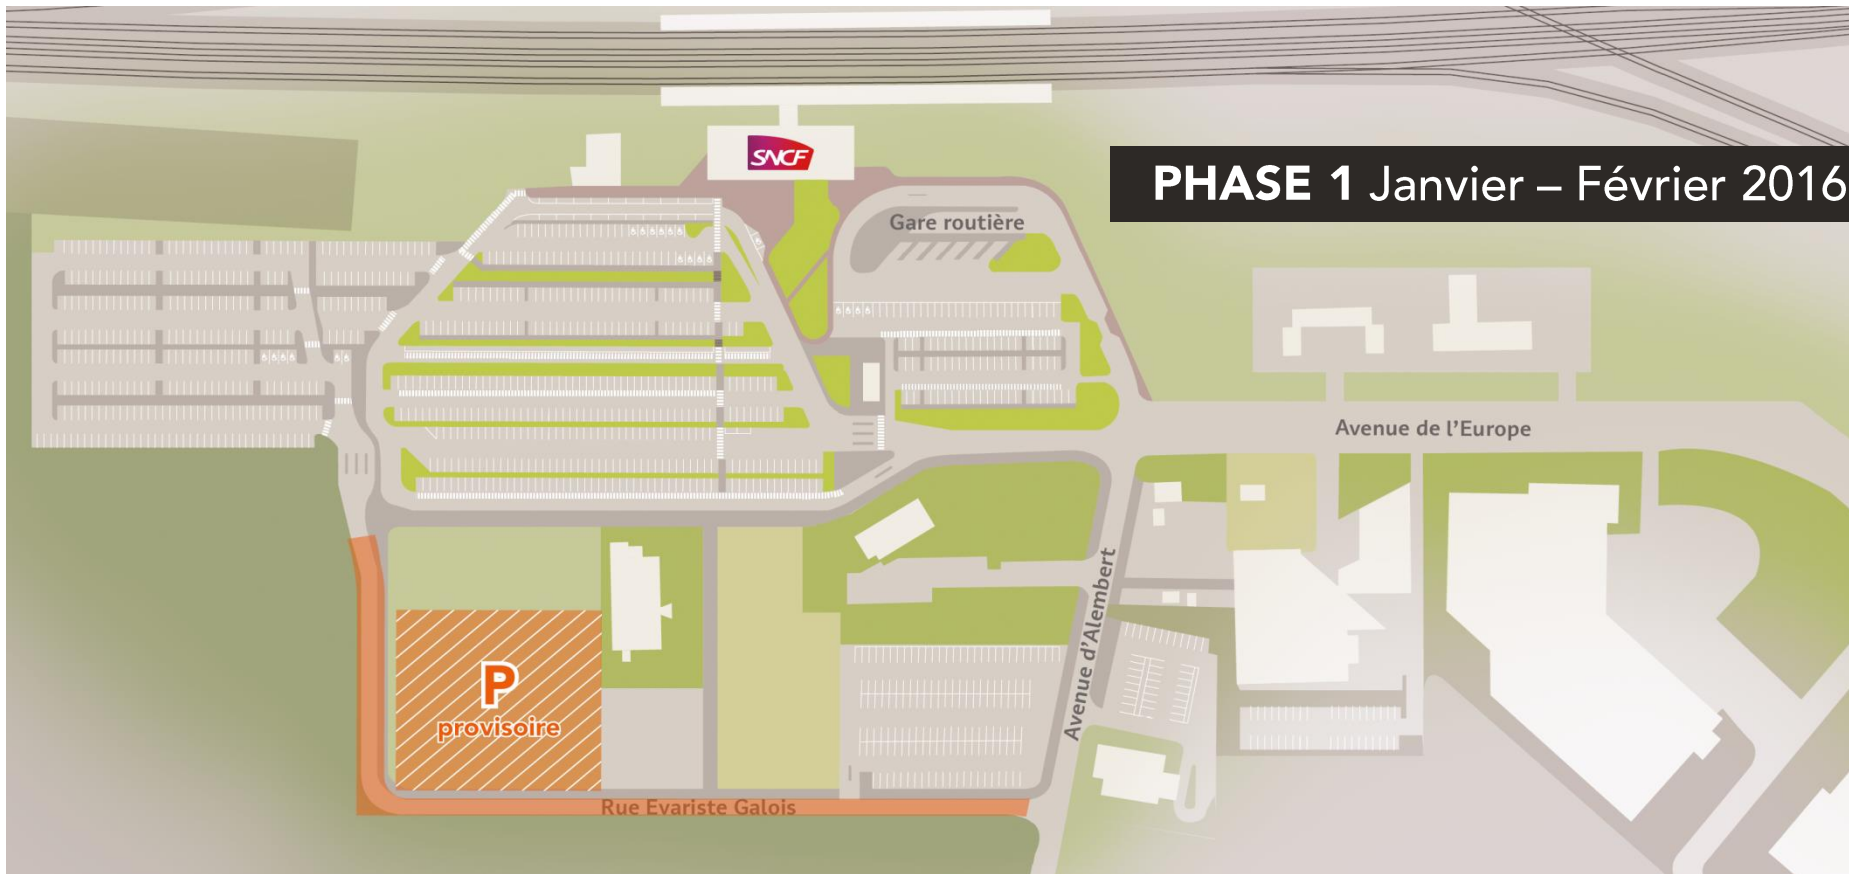 SNCF
PHASE 1 Janvier – Février 2016
Gare routière
Avenue de l'Europe
Avenue d'Alembert
P
provisoire
Rue Evariste Galois